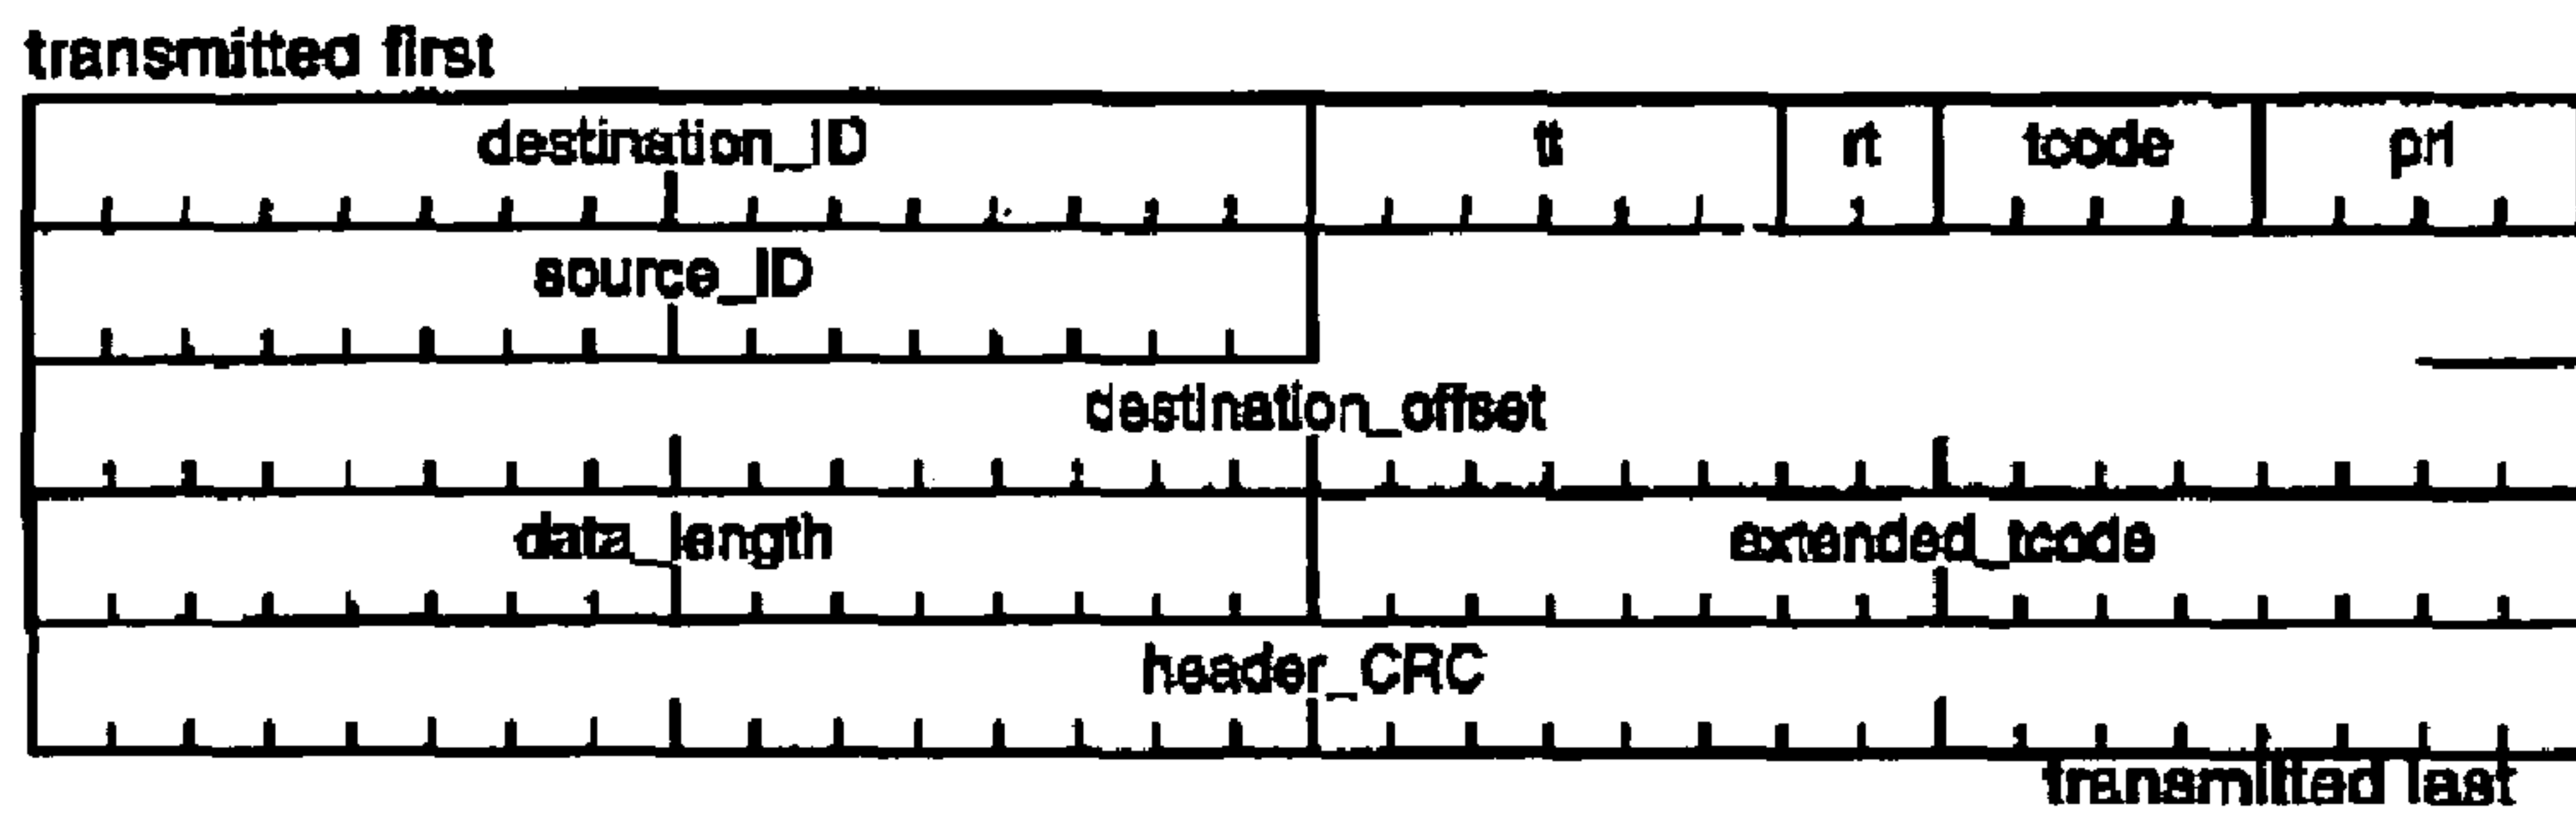 transmitted first
destination_ID tl rt tcode pri
source_ID
destination_offset
data_length extended_tcode
header_CRC
transmitted last